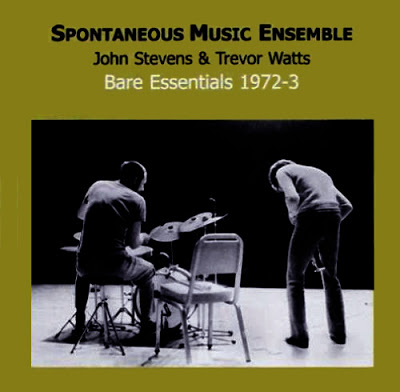 SPONTANEOUS MUSIC ENSEMBLE
John Stevens & Trevor Watts
Bare Essentials 1972-3